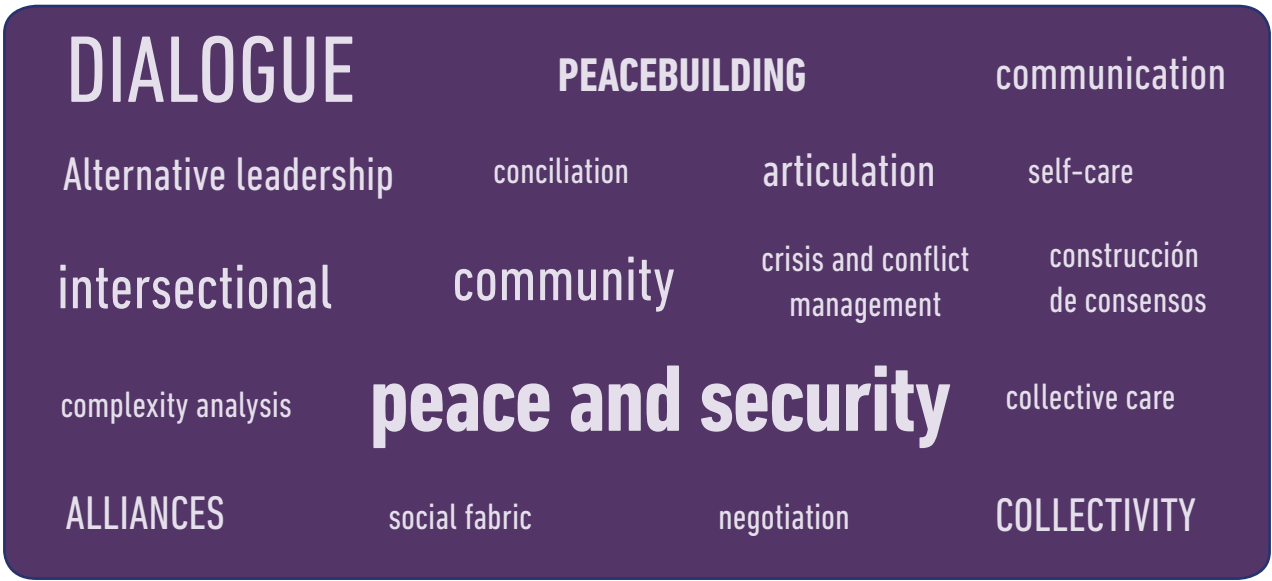 DIALOGUE
PEACEBUILDING
communication
Alternative leadership
conciliation
articulation
self-care
intersectional
community
crisis and conflict
management
construcción
de consensos
complexity analysis
peace and security
collective care
ALLIANCES
social fabric
negotiation
COLLECTIVITY